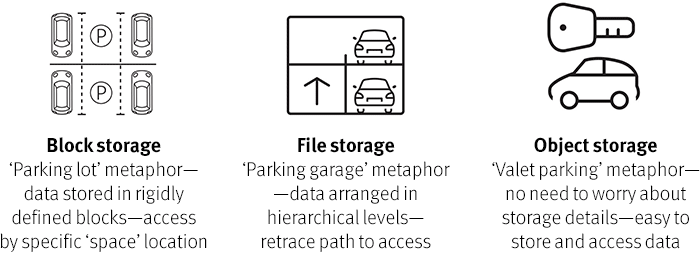 P
P
Block storage
‘Parking lot’ metaphor—
data stored in rigidly
defined blocks—access
by specific ‘space’ location
File storage
‘Parking garage’ metaphor
—data arranged in
hierarchical levels—
retrace path to access
Object storage
‘Valet parking’ metaphor—
no need to worry about
storage details—easy to
store and access data